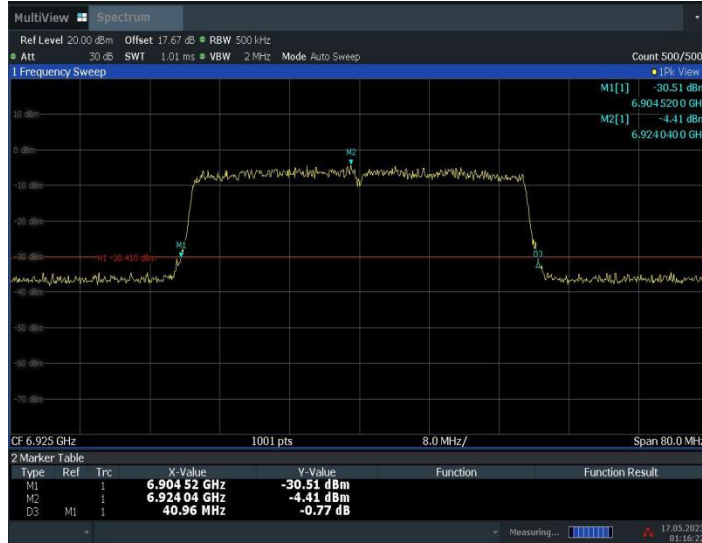 MultiView Spectrum
Ref Level 20.00 dBm Offset 17.67 dB RBW 500 kHz
Att 30 dB SWT 1.01 ms VBW 2 MHz Mode Auto Sweep Count 500/500
1 Frequency Sweep 1Pk View
M1[1] -30.51 dBm
6.904 520 0 GH
M2[1] -4.41 dBm
6.924 040 0 GH
10 dBm
0 dBm
M2
-10 dBm
-20 dBm
M1
-30 dBm H1 -30.410 dBm D3
-40 dBm
-50 dBm
-60 dBm
-70 dBm
CF 6.925 GHz 1001 pts 8.0 MHz/ Span 80.0 MHz
2 Marker Table
Type Ref Trc X-Value Y-Value Function Function Result
M1 1 6.904 52 GHz -30.51 dBm
M2 1 6.924 04 GHz -4.41 dBm
D3 M1 1 40.96 MHz -0.77 dB
Measuring... 17.05.202
01:16:2